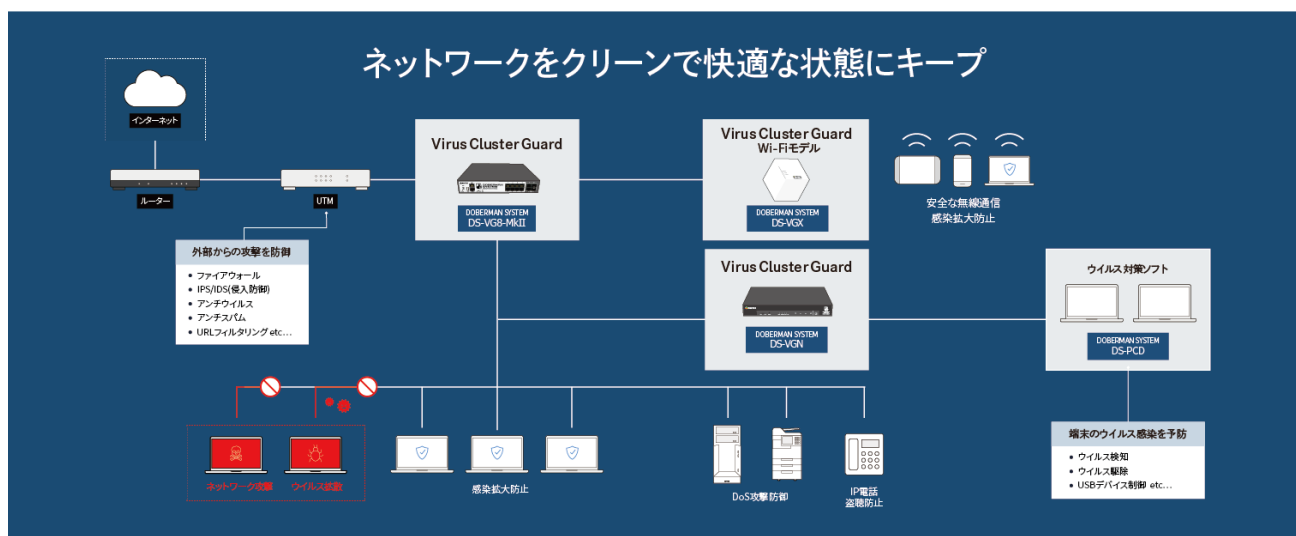 ネットワークをクリーンで快適な状態にキープ
インターネット
ルーター
UTM
外部からの攻撃を防御
• ファイアウォール
• IPS/IDS(侵入防御)
• アンチウイルス
• アンチスパム
• URLフィルタリング etc...
Virus Cluster Guard
DOBERMAN SYSTEM
DS-VG8-MkII
Virus Cluster Guard
Wi-Fiモデル
DOBERMAN SYSTEM
DS-VGX
安全な無線通信
感染拡大防止
Virus Cluster Guard
DOBERMAN SYSTEM
DS-VGN
ウイルス対策ソフト
DOBERMAN SYSTEM
DS-PCD
端末のウイルス感染を予防
• ウイルス検知
• ウイルス駆除
• USBデバイス制御 etc...
ネットワーク攻撃
ウイルス拡散
感染拡大防止
DoS攻撃防御
IP電話
盗聴防止